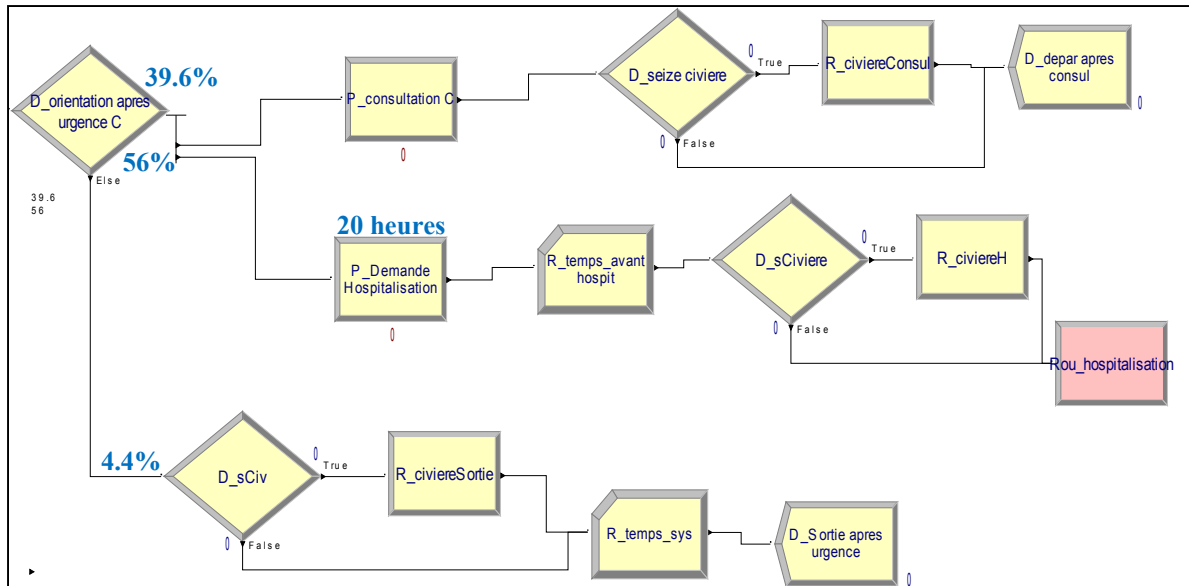 39.6%
D_orientation apres
urgence C
56%
Else
39.6
56
P_consultation C
0
D_seize civiere
0
True
0
False
R_civiereConsul
D_depar apres
consul
0
20 heures
P_Demande
Hospitalisation
0
R_temps_avant
hospit
D_sCiviere
0
True
0
False
R_civiereH
Rou_hospitalisation
4.4%
D_sCiv
0
True
0
False
R_civiereSortie
R_temps_sys
D_Sortie apres
urgence
0